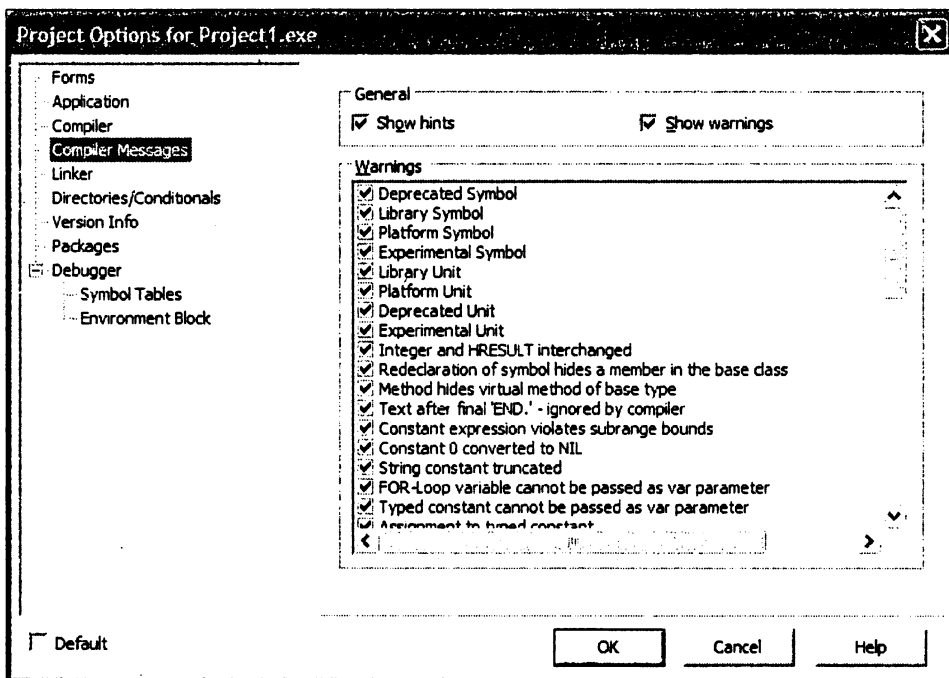 Project Options for Project1.exe
Forms
Application
Compiler
Compiler Messages
Linker
Directories/Conditionals
Version Info
Packages
Debugger
Symbol Tables
Environment Block
General
Show hints
Show warnings
Warnings
Deprecated Symbol
Library Symbol
Platform Symbol
Experimental Symbol
Library Unit
Platform Unit
Deprecated Unit
Experimental Unit
Integer and HRESULT interchanged
Redeclaration of symbol hides a member in the base class
Method hides virtual method of base type
Text after final 'END.' - ignored by compiler
Constant expression violates subrange bounds
Constant 0 converted to NIL
String constant truncated
FOR-Loop variable cannot be passed as var parameter
Typed constant cannot be passed as var parameter
Assignment to typed constant
Default
OK
Cancel
Help